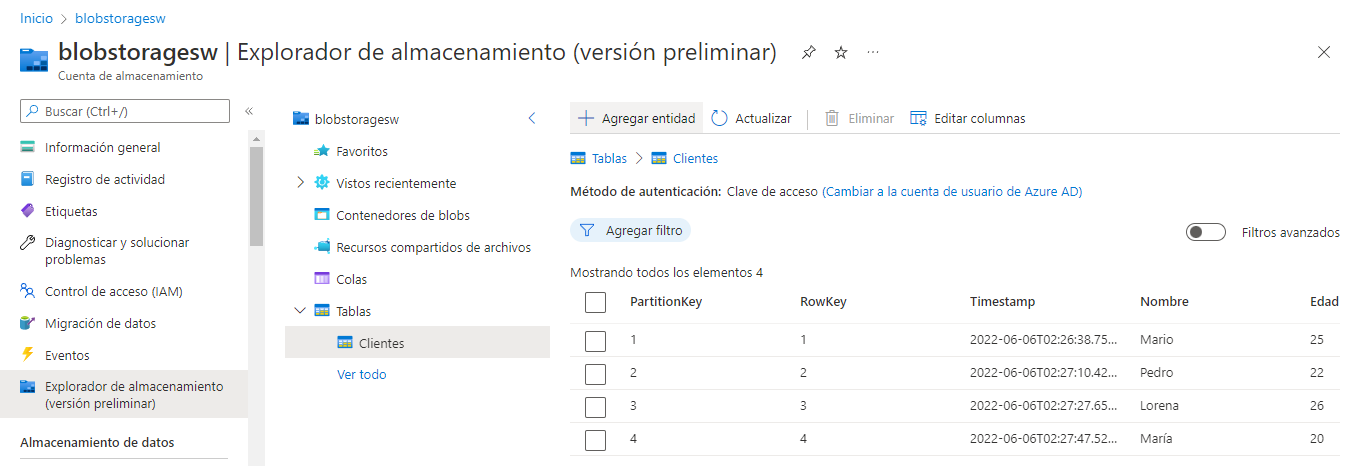 Inicio > blobstoragesw
blobstoragesw | Explorador de almacenamiento (versión preliminar) ...
Cuenta de almacenamiento
Buscar (Ctrl+/)
Información general
Registro de actividad
Etiquetas
Diagnosticar y solucionar
problemas
Control de acceso (IAM)
Migración de datos
Eventos
Explorador de almacenamiento
(versión preliminar)
Almacenamiento de datos
blobstoragesw
Favoritos
Vistos recientemente
Contenedores de blobs
Recursos compartidos de archivos
Colas
Tablas
Clientes
Ver todo
Agregar entidad Actualizar Eliminar Editar columnas
Tablas > Clientes
Método de autenticación: Clave de acceso (Cambiar a la cuenta de usuario de Azure AD)
Agregar filtro Filtros avanzados
Mostrando todos los elementos 4
PartitionKey RowKey Timestamp Nombre Edad
1 1 2022-06-06T02:26:38.75... Mario 25
2 2 2022-06-06T02:27:10.42... Pedro 22
3 3 2022-06-06T02:27:27.65... Lorena 26
4 4 2022-06-06T02:27:47.52... María 20